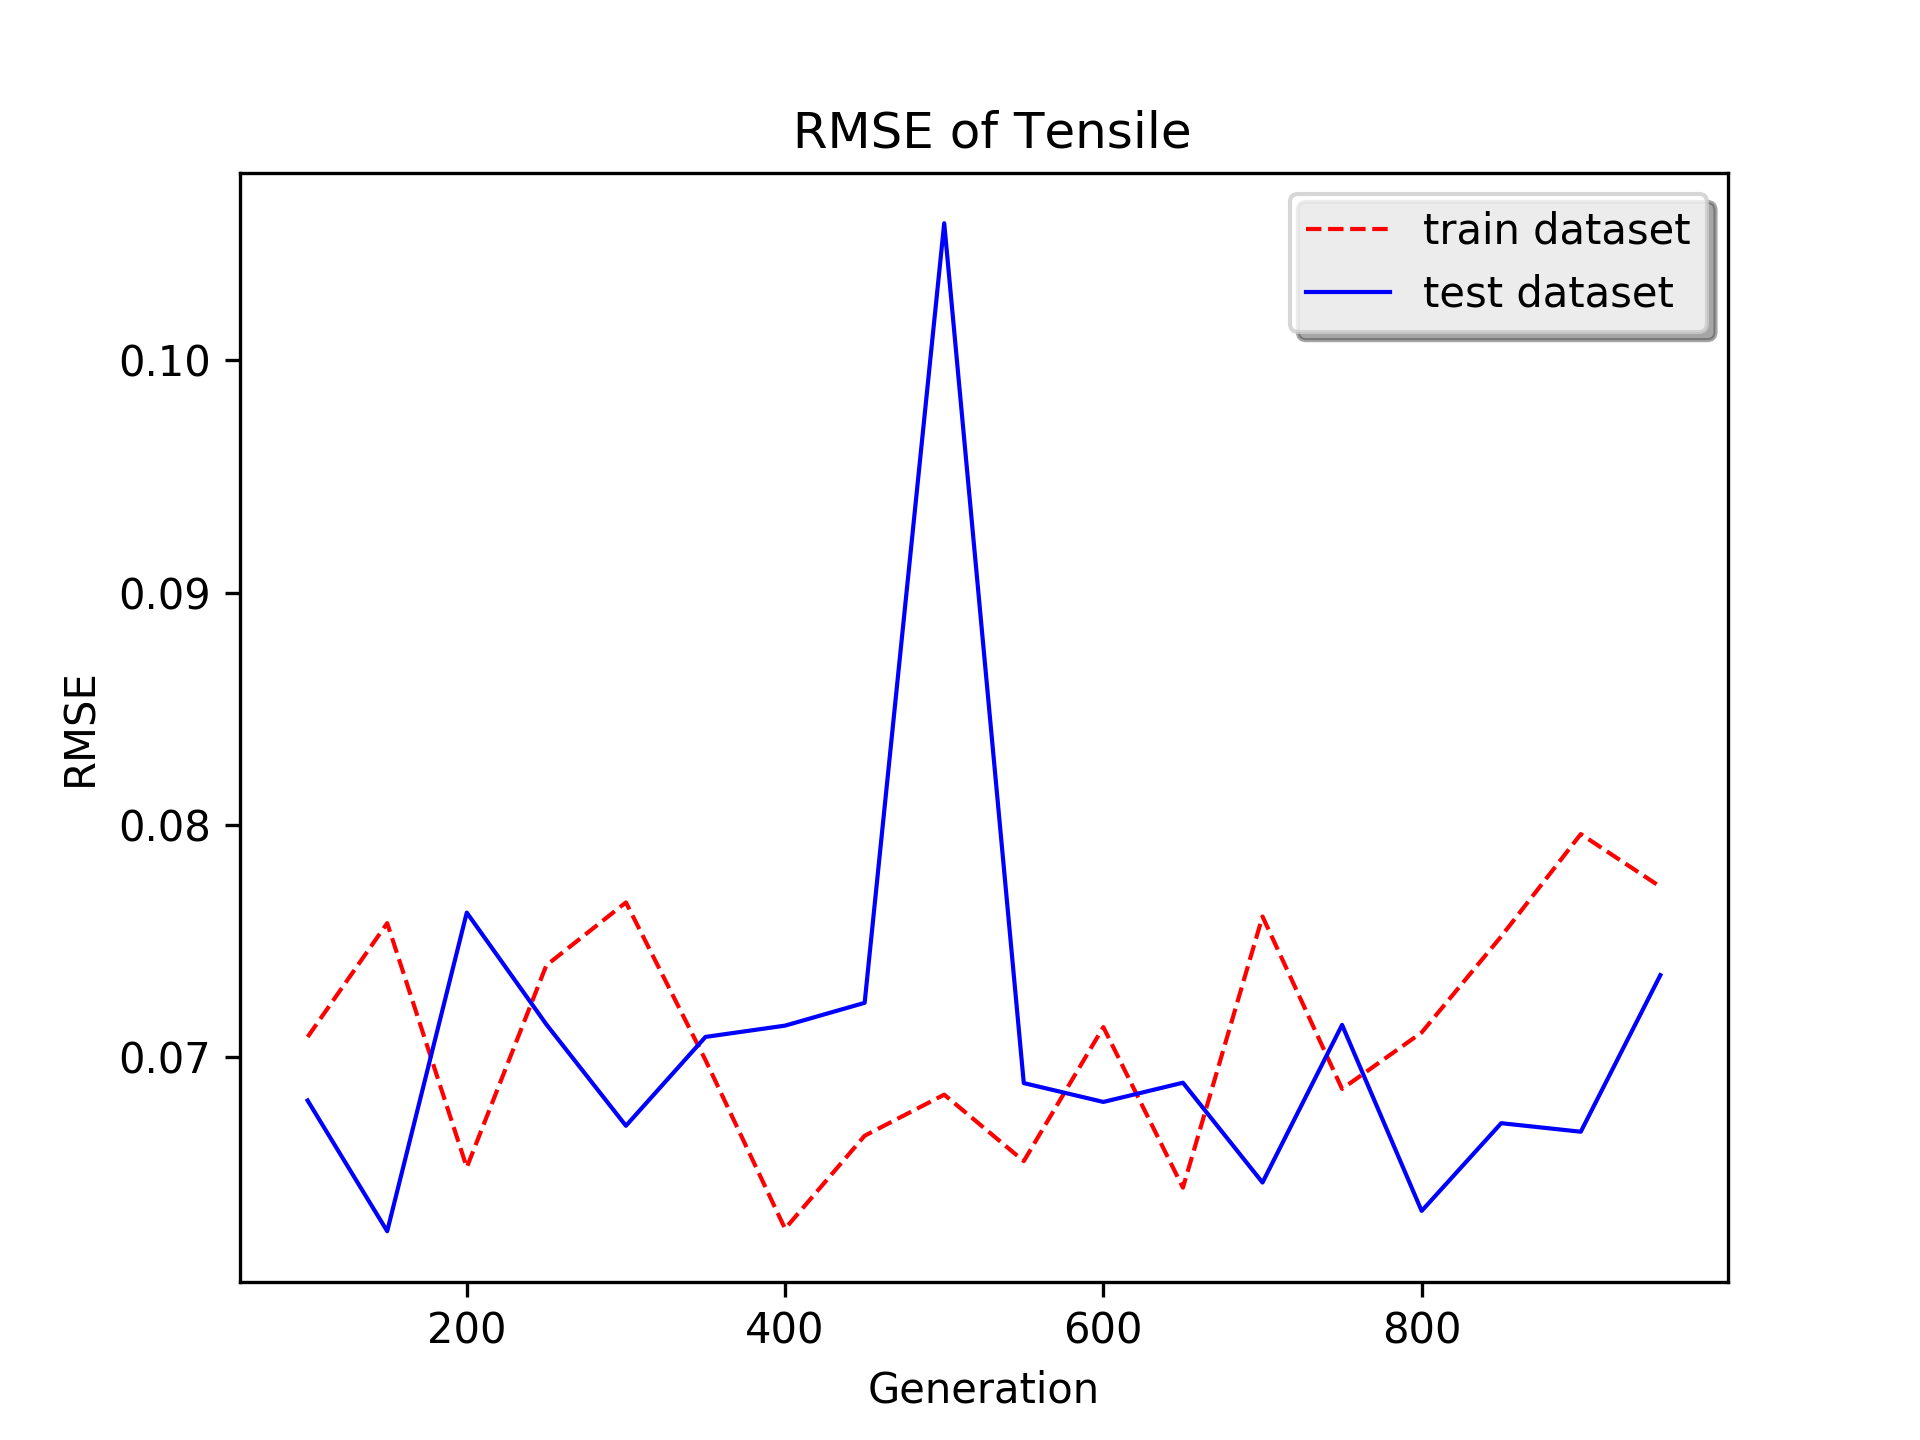 RMSE of Tensile
train dataset
test dataset
0.10
0.09
0.08
0.07
RMSE
200 400 600 800
Generation